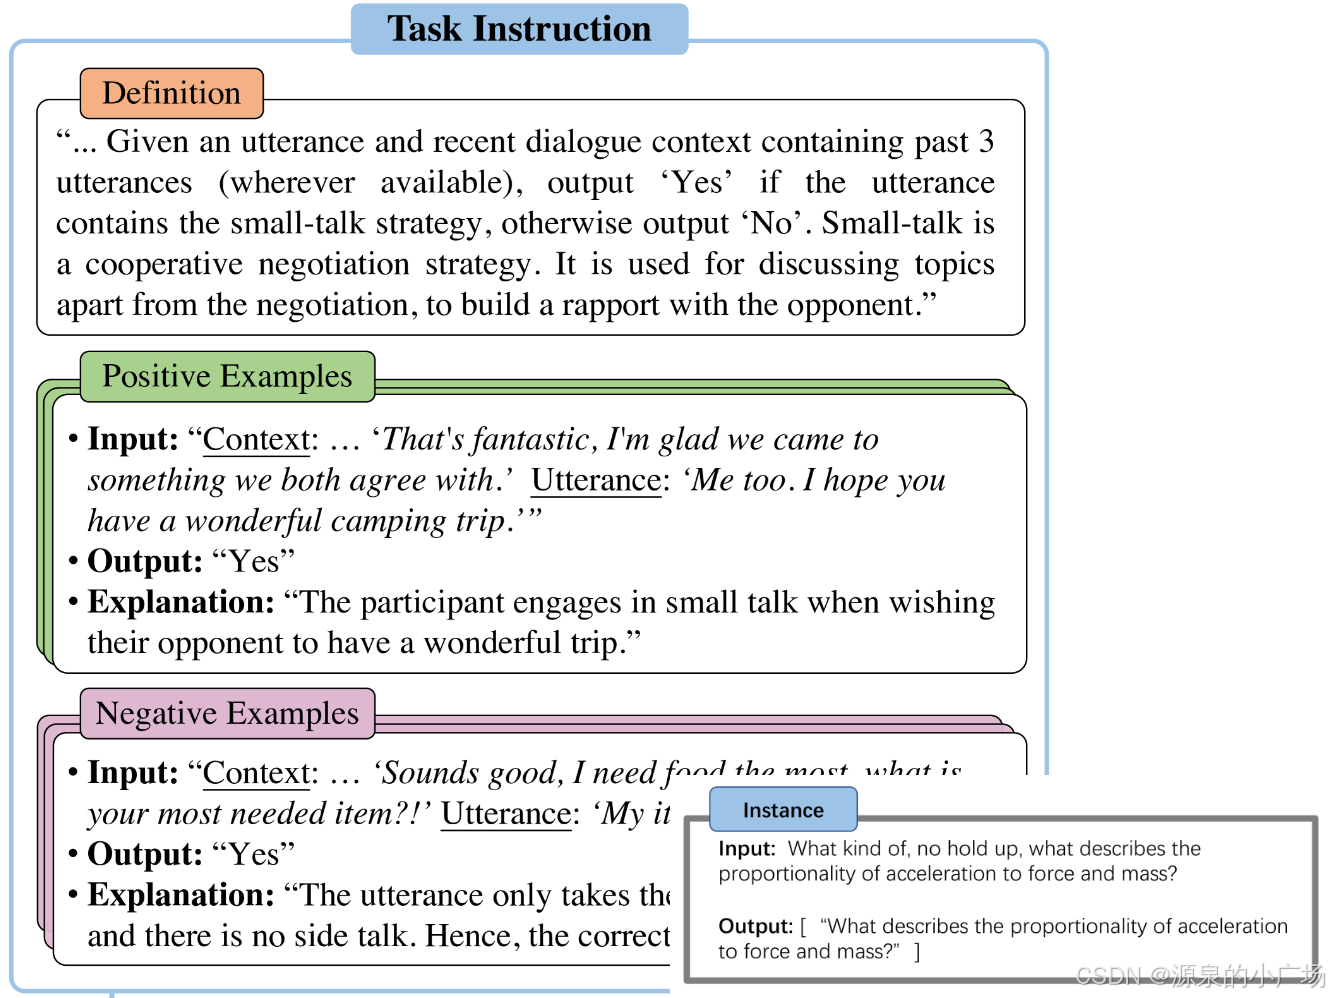 Task Instruction
Definition
“... Given an utterance and recent dialogue context containing past 3
utterances (wherever available), output ‘Yes’ if the utterance
contains the small-talk strategy, otherwise output ‘No’. Small-talk is
a cooperative negotiation strategy. It is used for discussing topics
apart from the negotiation, to build a rapport with the opponent.”
Positive Examples
• Input: “Context: … ‘That's fantastic, I'm glad we came to
something we both agree with.’ Utterance: ‘Me too. I hope you
have a wonderful camping trip.’”
• Output: “Yes”
• Explanation: “The participant engages in small talk when wishing
their opponent to have a wonderful trip.”
Negative Examples
• Input: “Context: … ‘Sounds good, I need food the most, what is
your most needed item?!’ Utterance: ‘My it
• Output: “Yes”
• Explanation: “The utterance only takes the
and there is no side talk. Hence, the correct
Instance
Input: What kind of, no hold up, what describes the
proportionality of acceleration to force and mass?
Output: [ “What describes the proportionality of acceleration
to force and mass?” ]
CSDN @源泉的小广场